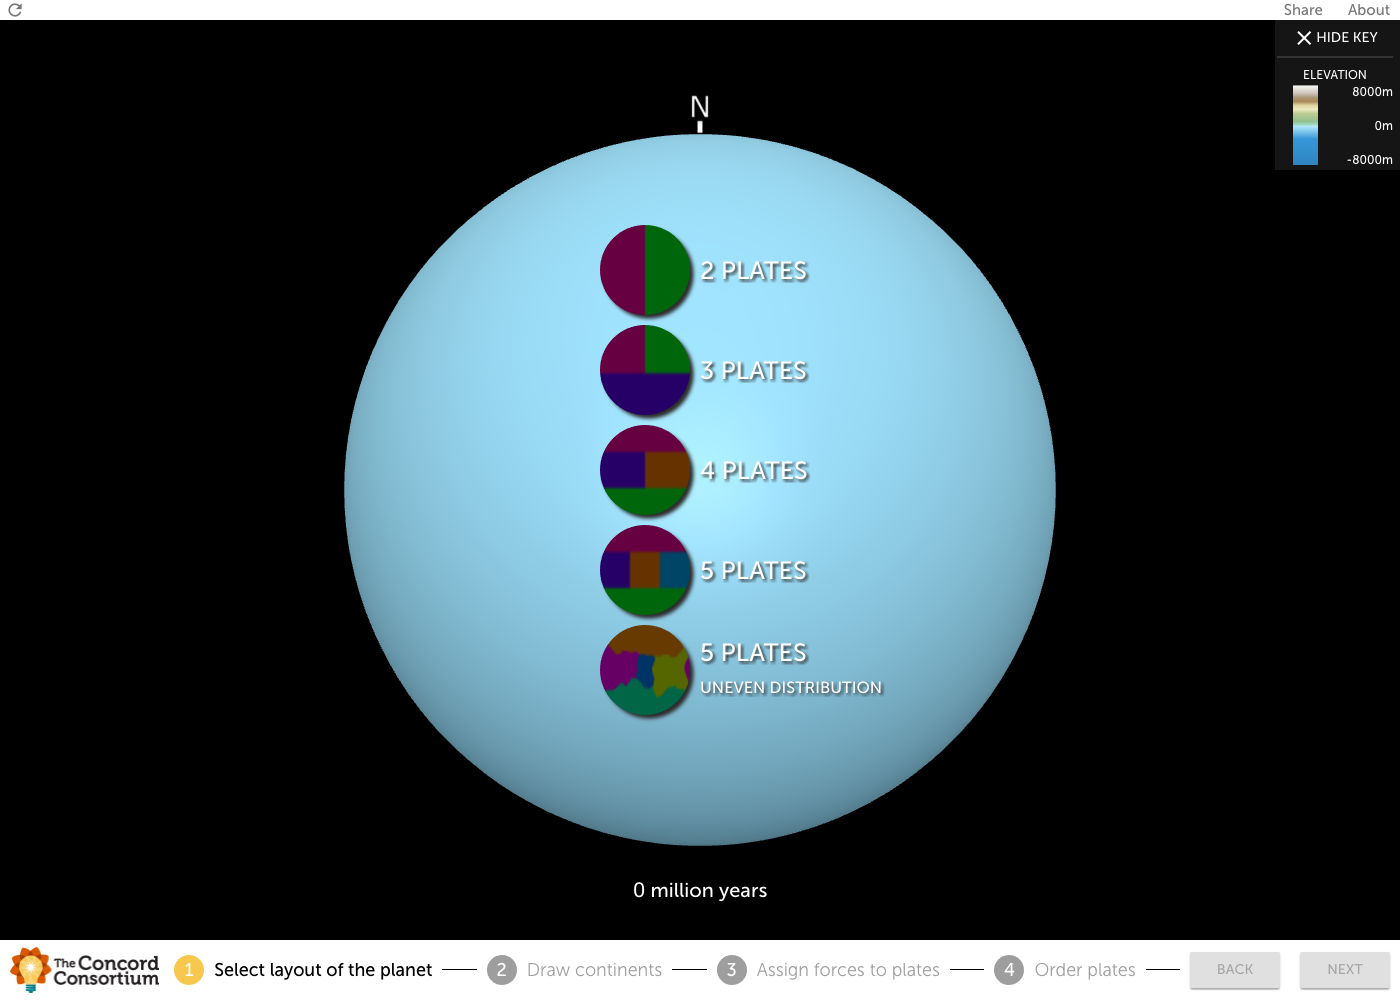 Share
About
HIDE KEY
ELEVATION
8000m
0m
-8000m
N
2 PLATES
3 PLATES
4 PLATES
5 PLATES
5 PLATES
UNEVEN DISTRIBUTION
0 million years
The Concord
Consortium
1 Select layout of the planet
2 Draw continents
3 Assign forces to plates
4 Order plates
BACK
NEXT